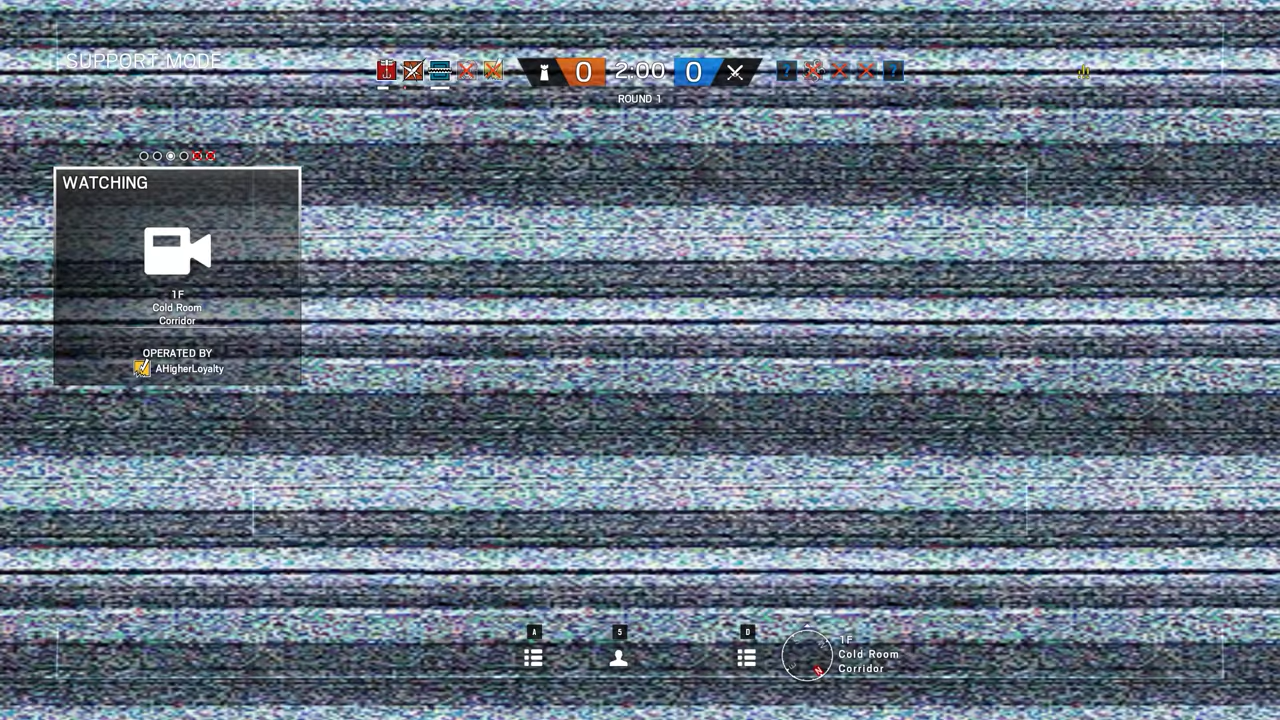 SUPPORT MODE
0 2:00 0
ROUND 1
? ?
WATCHING
1F
Cold Room
Corridor
OPERATED BY
AHigherLoyalty
A 5 D
1F
Cold Room
Corridor
N